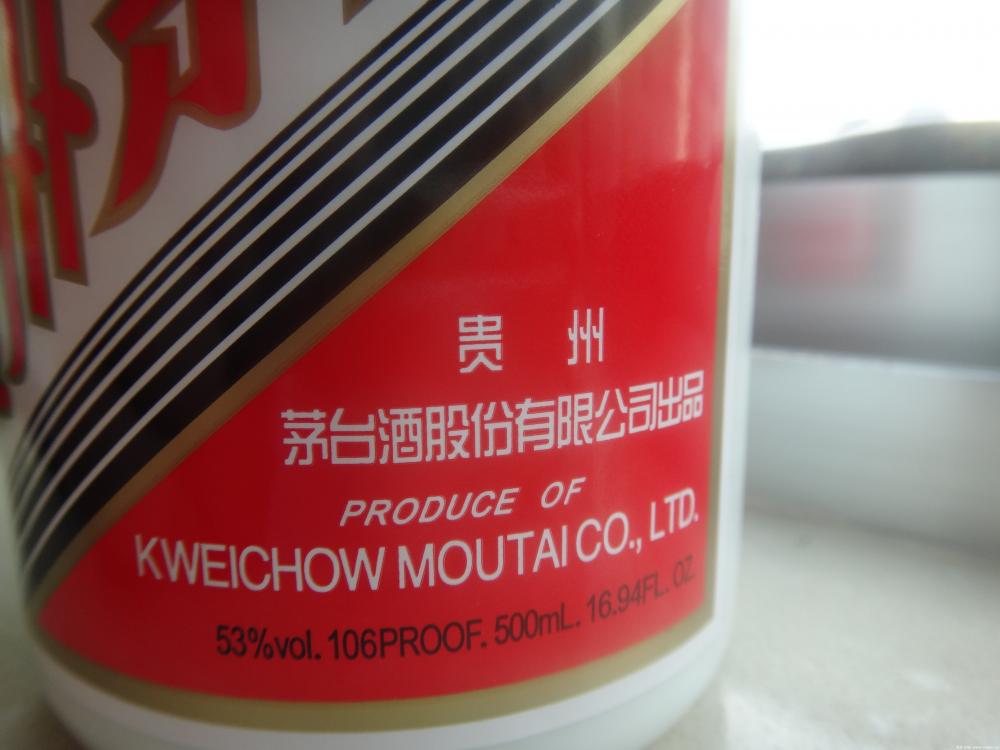 贵 州
茅台酒股份有限公司出品
PRODUCE OF
KWEICHOW MOUTAI CO., LTD.
53%vol. 106PROOF. 500mL. 16.94FL. OZ.